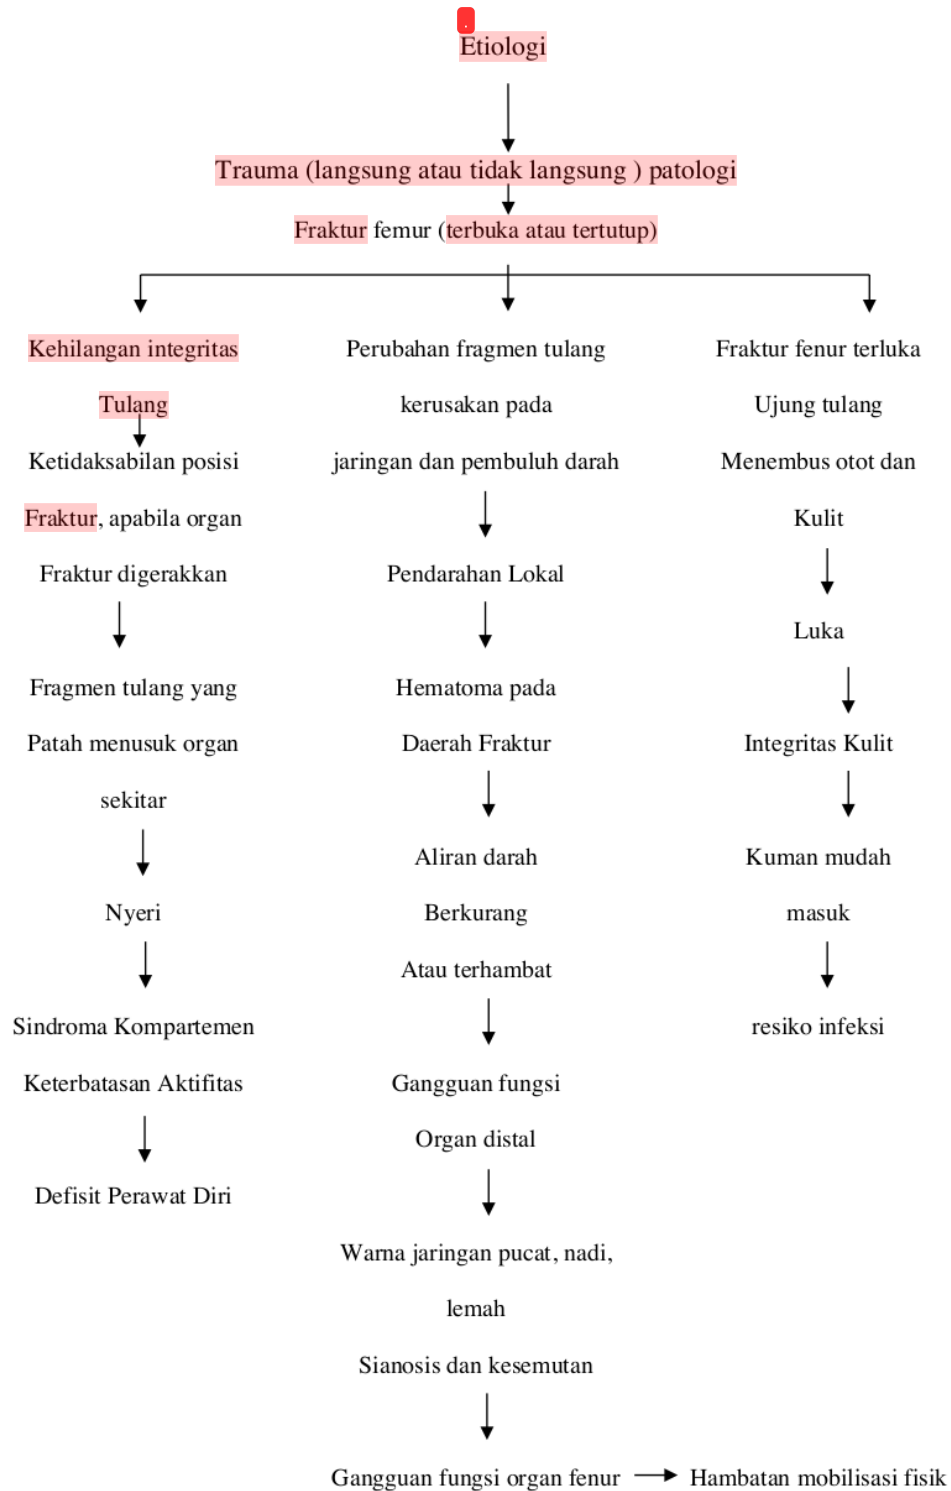 Etiologi
Trauma (langsung atau tidak langsung ) patologi
Fraktur femur (terbuka atau tertutup)
Kehilangan integritas
Tulang
Ketidaksabilan posisi
Fraktur, apabila organ
Fraktur digerakkan
Fragmen tulang yang
Patah menusuk organ
sekitar
Nyeri
Sindroma Kompartemen
Keterbatasan Aktifitas
Defisit Perawat Diri
Perubahan fragmen tulang
kerusakan pada
jaringan dan pembuluh darah
Pendarahan Lokal
Hematoma pada
Daerah Fraktur
Aliran darah
Berkurang
Atau terhambat
Gangguan fungsi
Organ distal
Warna jaringan pucat, nadi,
lemah
Sianosis dan kesemutan
Gangguan fungsi organ fenur
Hambatan mobilisasi fisik
Fraktur fenur terluka
Ujung tulang
Menembus otot dan
Kulit
Luka
Integritas Kulit
Kuman mudah
masuk
resiko infeksi